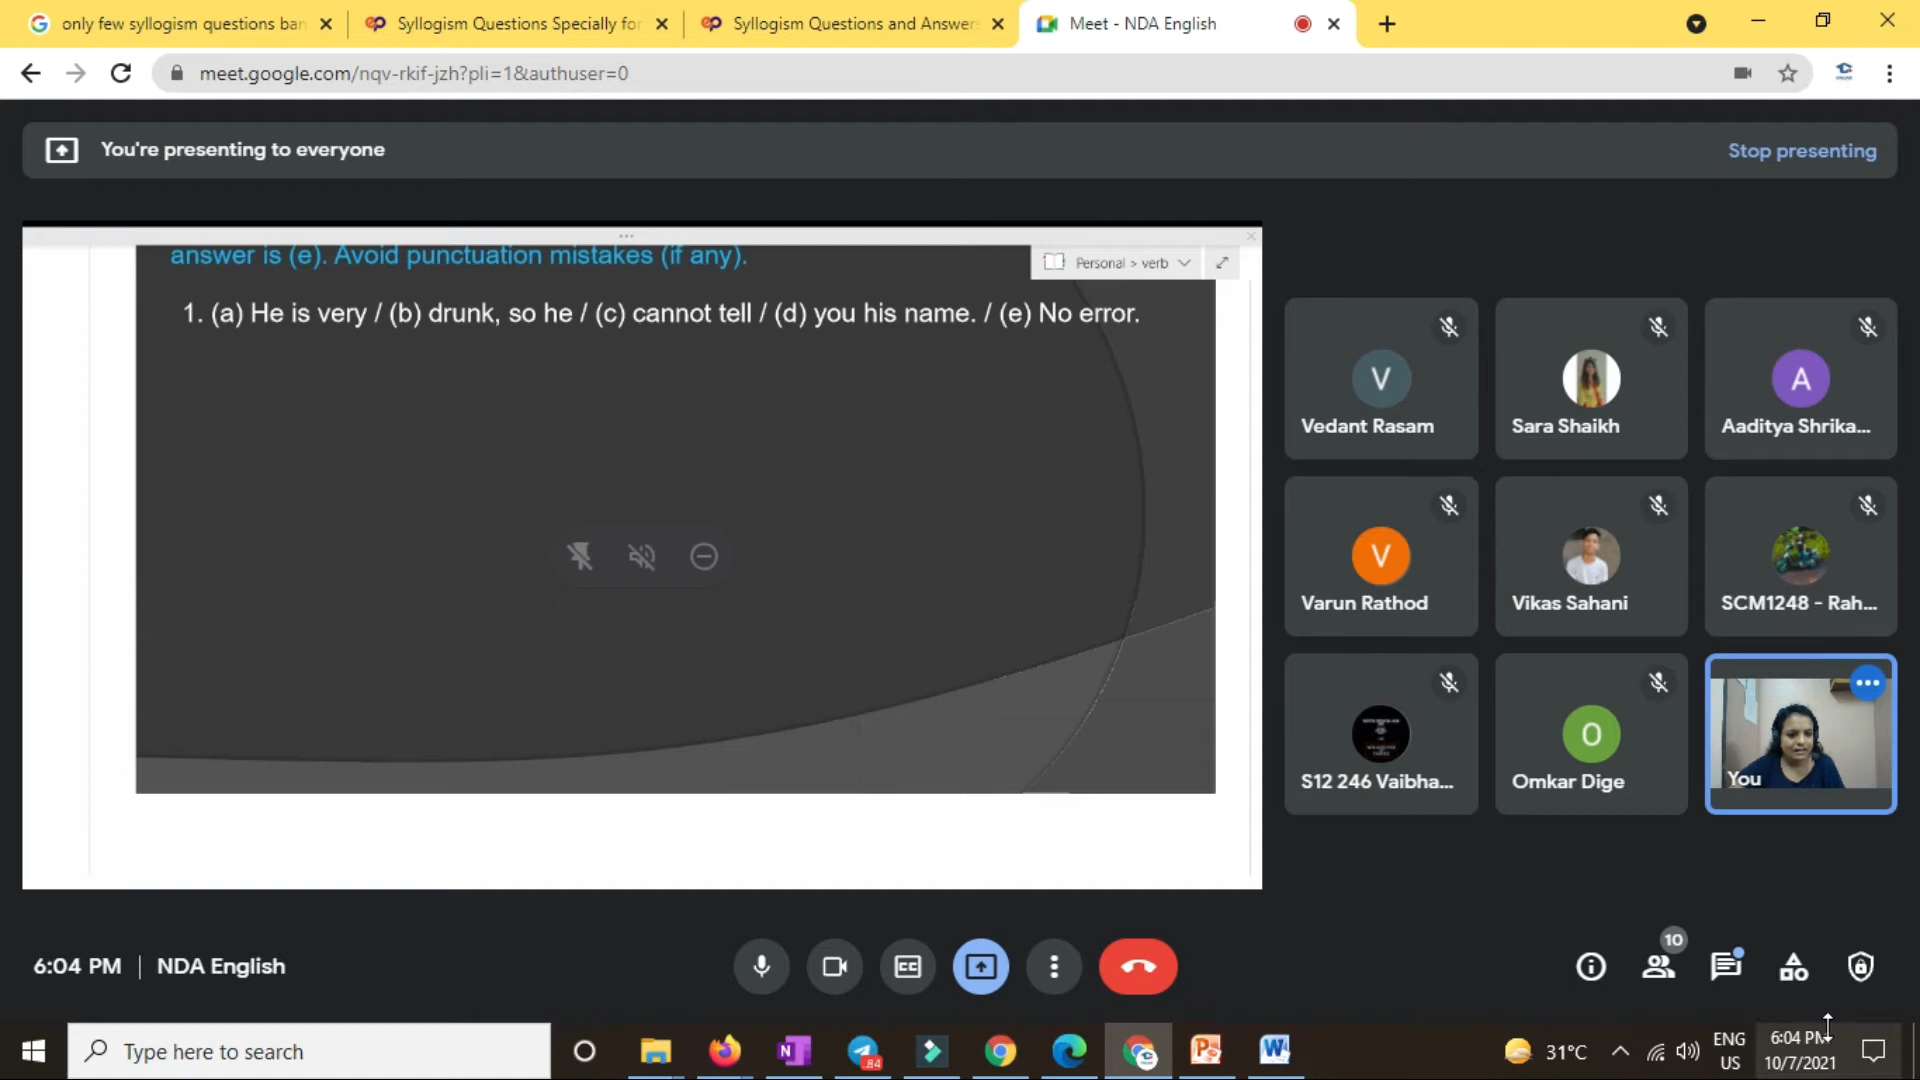 only few syllogism questions ban
Syllogism Questions Specially for
Syllogism Questions and Answers
Meet - NDA English
meet.google.com/nqv-rkif-jzh?pli=1&authuser=0
You're presenting to everyone
Stop presenting
answer is (e). Avoid punctuation mistakes (if any).
Personal > verb
1. (a) He is very / (b) drunk, so he / (c) cannot tell / (d) you his name. / (e) No error.
V
Vedant Rasam
Sara Shaikh
A
Aaditya Shrika...
V
Varun Rathod
Vikas Sahani
SCM1248 - Rah...
S12 246 Vaibha...
O
Omkar Dige
You
6:04 PM | NDA English
10
Type here to search
84
31°C
ENG
US
6:04 PM
10/7/2021